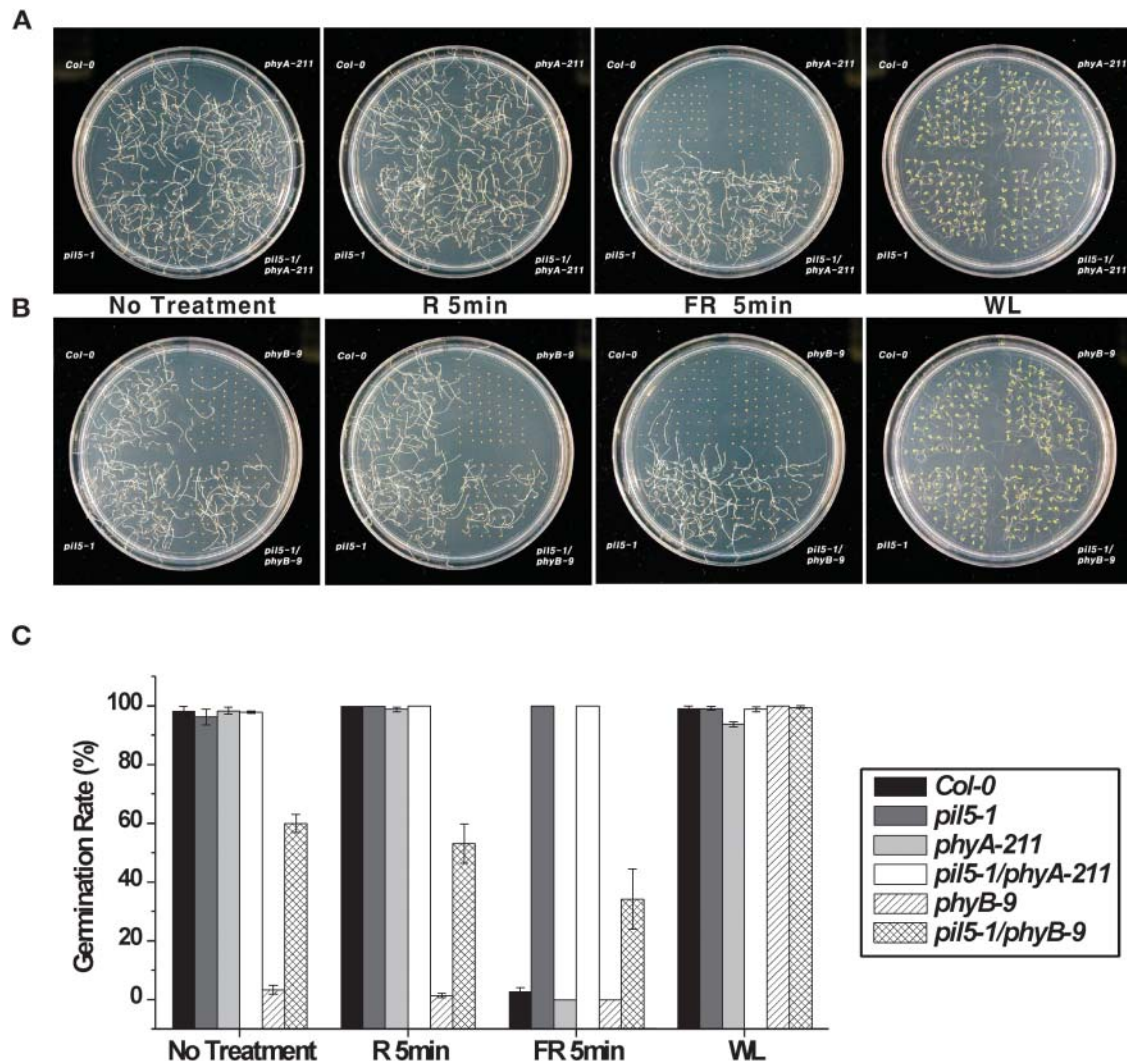 A
Col-0
phyA-211
pil5-1
pil5-1/
phyA-211
Col-0
phyA-211
pil5-1
pil5-1/
phyA-211
Col-0
phyA-211
pil5-1
pil5-1/
phyA-211
Col-0
phyA-211
pil5-1
pil5-1/
phyA-211
No Treatment
R 5min
FR 5min
WL
B
Col-0
phyB-9
pil5-1
pil5-1/
phyB-9
Col-0
phyB-9
pil5-1
pil5-1/
phyB-9
Col-0
phyB-9
pil5-1
pil5-1/
phyB-9
Col-0
phyB-9
pil5-1
pil5-1/
phyB-9
C
Germination Rate (%)
100
80
60
40
20
0
No Treatment
R 5min
FR 5min
WL
Col-0
pil5-1
phyA-211
pil5-1/phyA-211
phyB-9
pil5-1/phyB-9